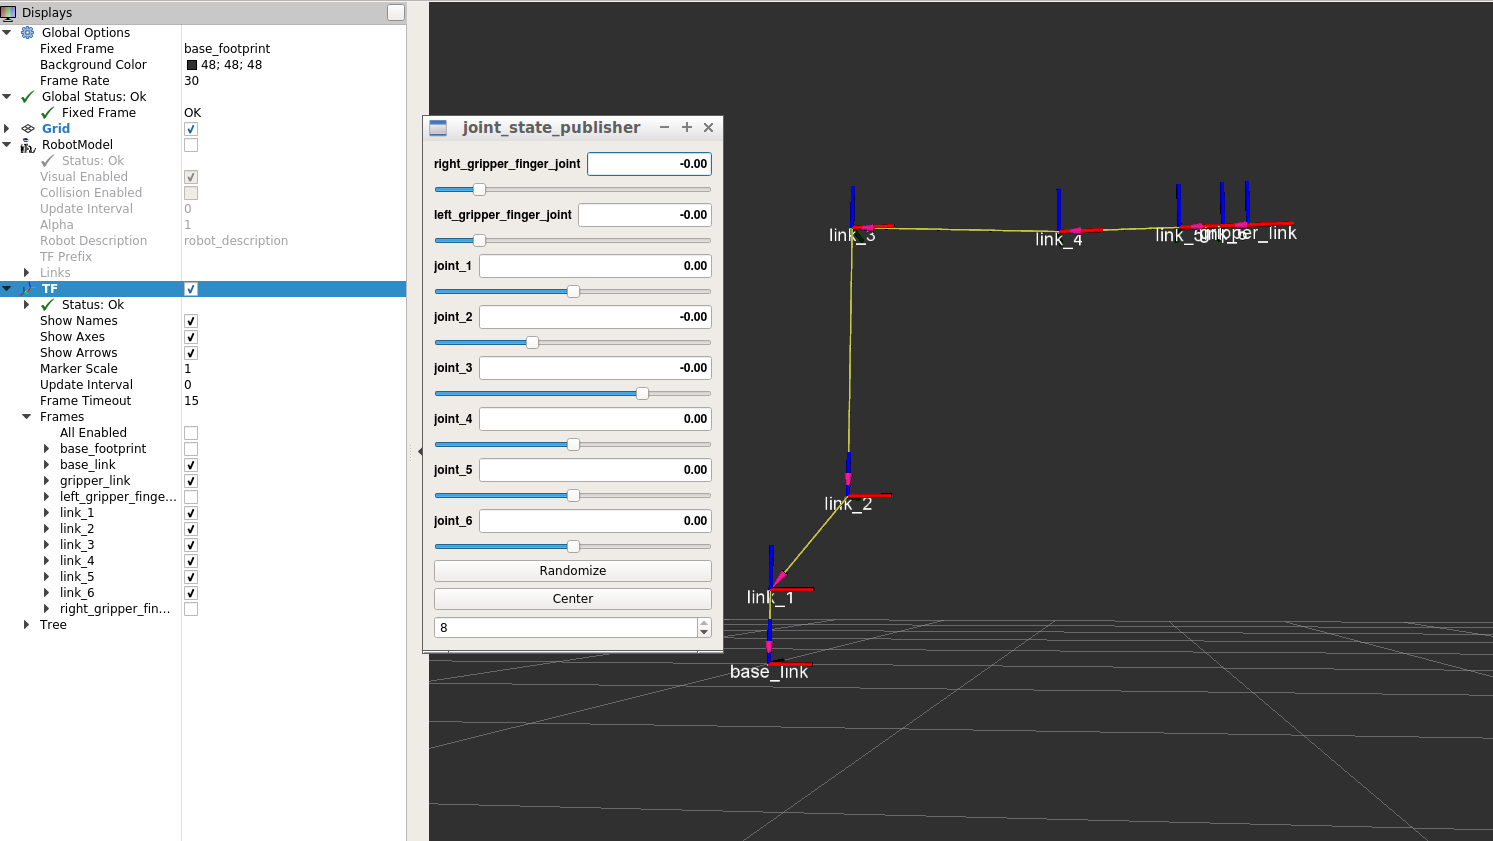 Displays
Global Options
Fixed Frame base_footprint
Background Color 48; 48; 48
Frame Rate 30
Global Status: Ok
Fixed Frame OK
Grid
RobotModel
Status: Ok
Visual Enabled
Collision Enabled
Update Interval 0
Alpha 1
Robot Description robot_description
TF Prefix
Links
TF
Status: Ok
Show Names
Show Axes
Show Arrows
Marker Scale 1
Update Interval 0
Frame Timeout 15
Frames
All Enabled
base_footprint
base_link
gripper_link
left_gripper_finge...
link_1
link_2
link_3
link_4
link_5
link_6
right_gripper_fin...
Tree
joint_state_publisher
right_gripper_finger_joint -0.00
left_gripper_finger_joint -0.00
joint_1 0.00
joint_2 -0.00
joint_3 -0.00
joint_4 0.00
joint_5 0.00
joint_6 0.00
Randomize
Center
8
link_3
link_4
link_5
gripper_link
link_2
link_1
base_link